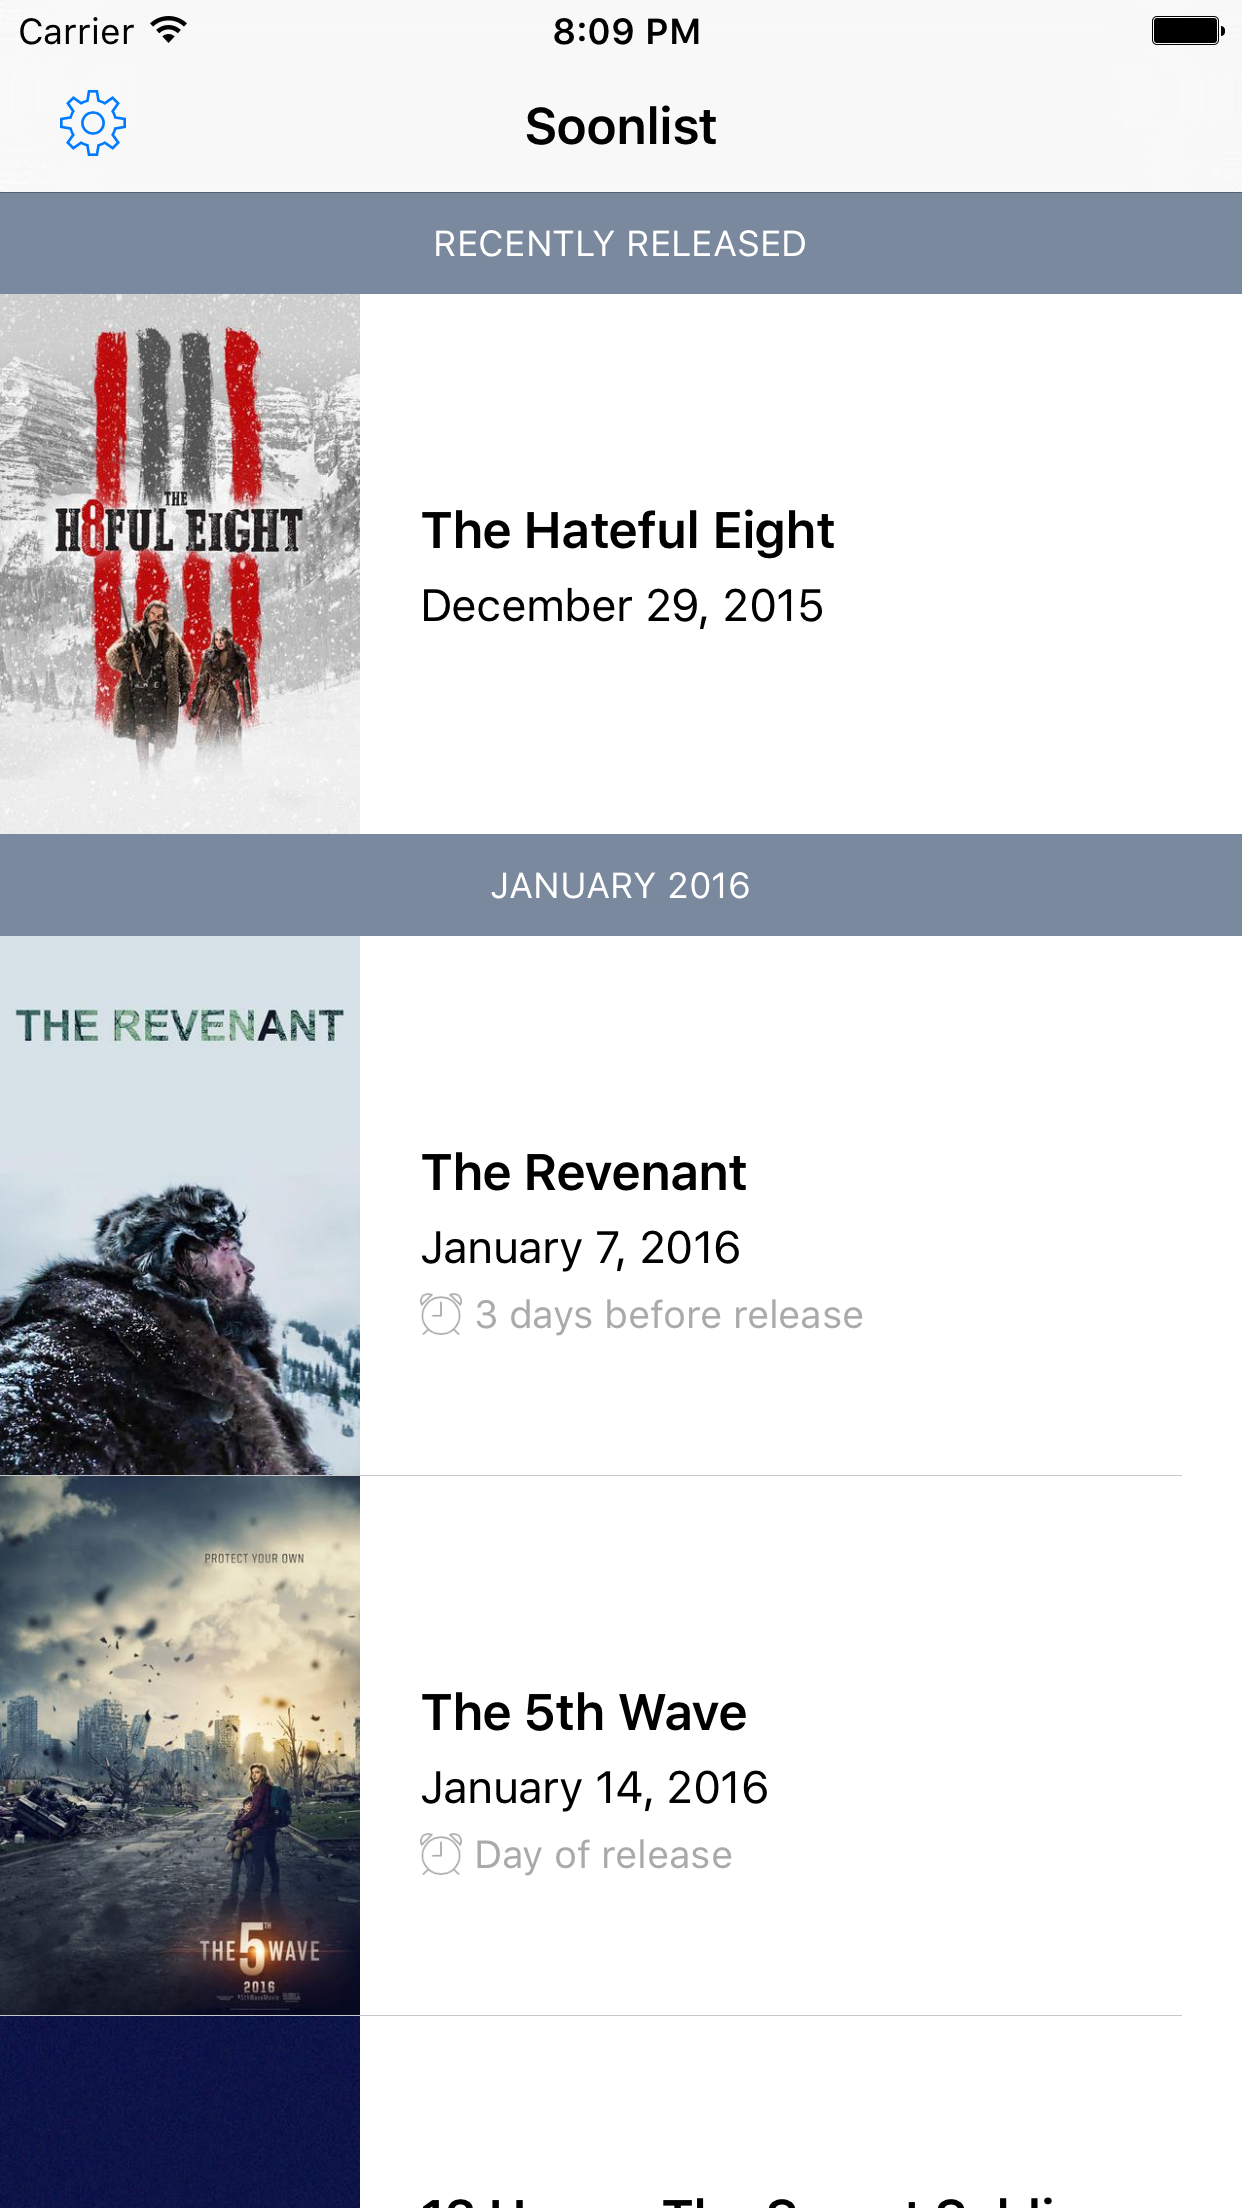 Carrier
8:09 PM
Soonlist
RECENTLY RELEASED
THE
H8FUL EIGHT
The Hateful Eight
December 29, 2015
JANUARY 2016
THE REVENANT
The Revenant
January 7, 2016
3 days before release
PROTECT YOUR OWN
The 5th Wave
January 14, 2016
Day of release
THE 5TH WAVE
2016